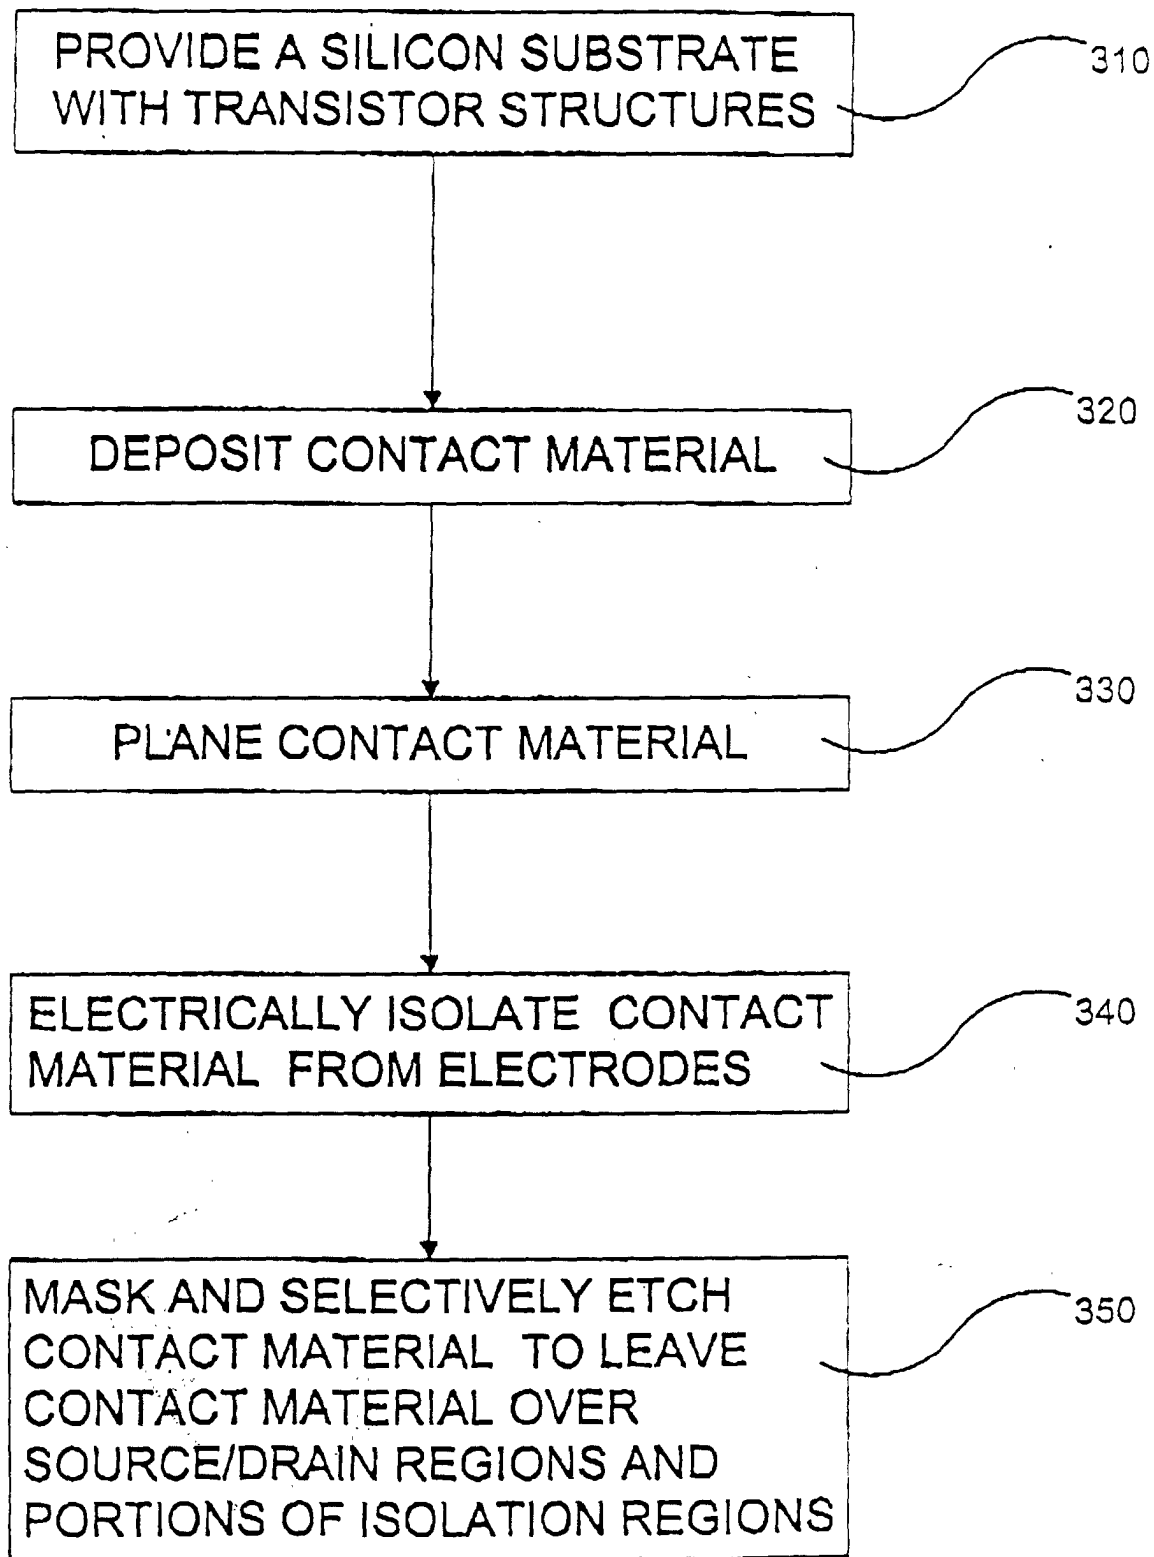 PROVIDE A SILICON SUBSTRATE
WITH TRANSISTOR STRUCTURES
310
DEPOSIT CONTACT MATERIAL
320
PLANE CONTACT MATERIAL
330
ELECTRICALLY ISOLATE CONTACT
MATERIAL FROM ELECTRODES
340
MASK AND SELECTIVELY ETCH
CONTACT MATERIAL TO LEAVE
CONTACT MATERIAL OVER
SOURCE/DRAIN REGIONS AND
PORTIONS OF ISOLATION REGIONS
350